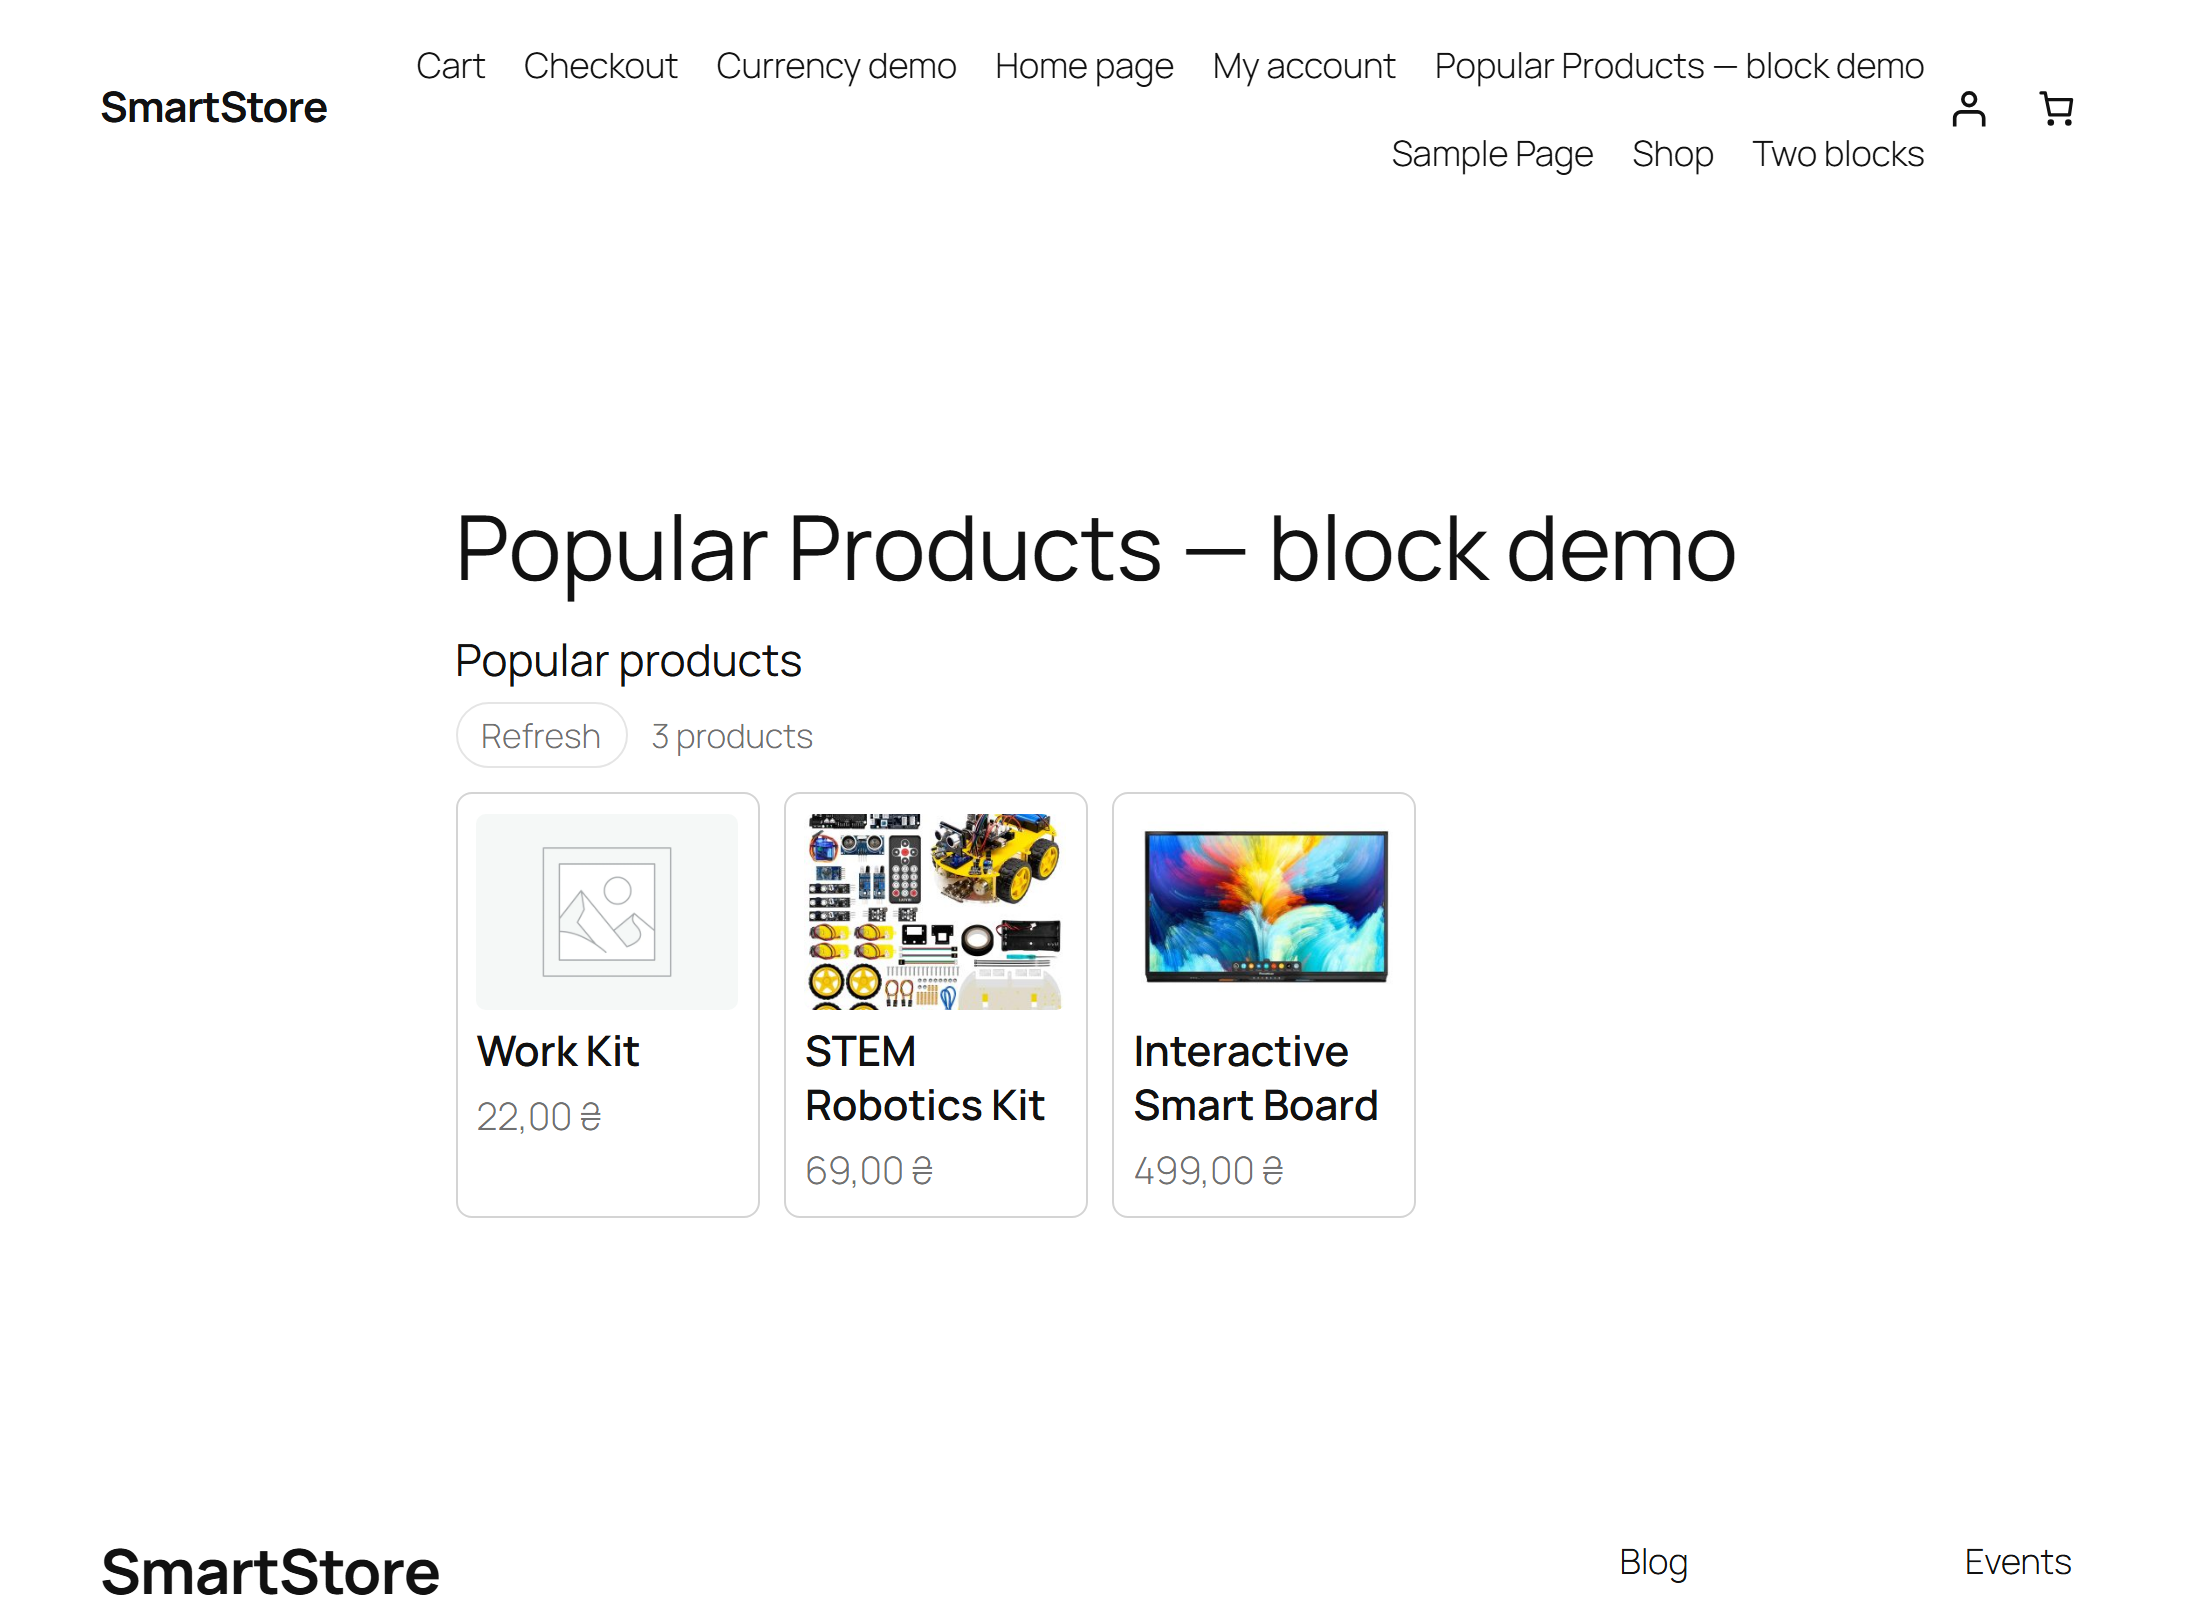 SmartStore
Cart Checkout Currency demo Home page My account Popular Products — block demo
Sample Page Shop Two blocks
Popular Products — block demo
Popular products
Refresh 3 products
Work Kit
22,00 ₴
STEM
Robotics Kit
69,00 ₴
Interactive
Smart Board
499,00 ₴
SmartStore
Blog
Events